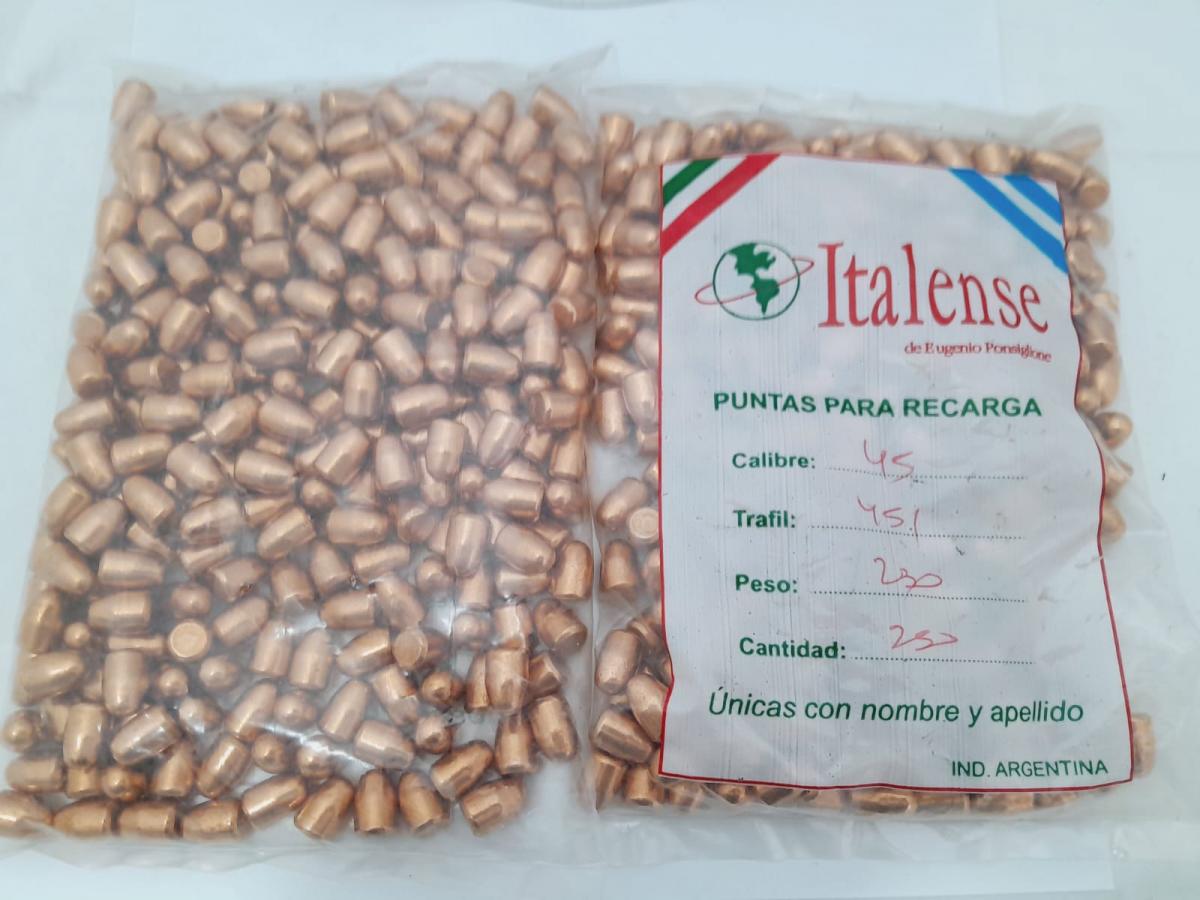 Italense
de Eugenio Ponsiglione
PUNTAS PARA RECARGA
Calibre: 45
Trafil: 451
Peso: 230
Cantidad: 250
Únicas con nombre y apellido
IND. ARGENTINA